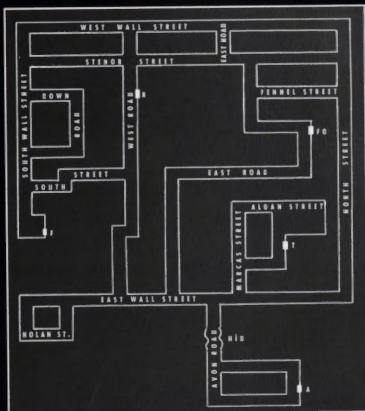 WEST WALL STREET
EAST ROAD
STENOR STREET
SOUTH WALL STREET
DOWN
ROAD
WEST ROAD
FENNEL STREET
FO
NORTH STREET
SOUTH STREET
EAST ROAD
ALGAN STREET
MARCAS STREET
F
T
EAST WALL STREET
NOLAN ST.
AVON ROAD
A